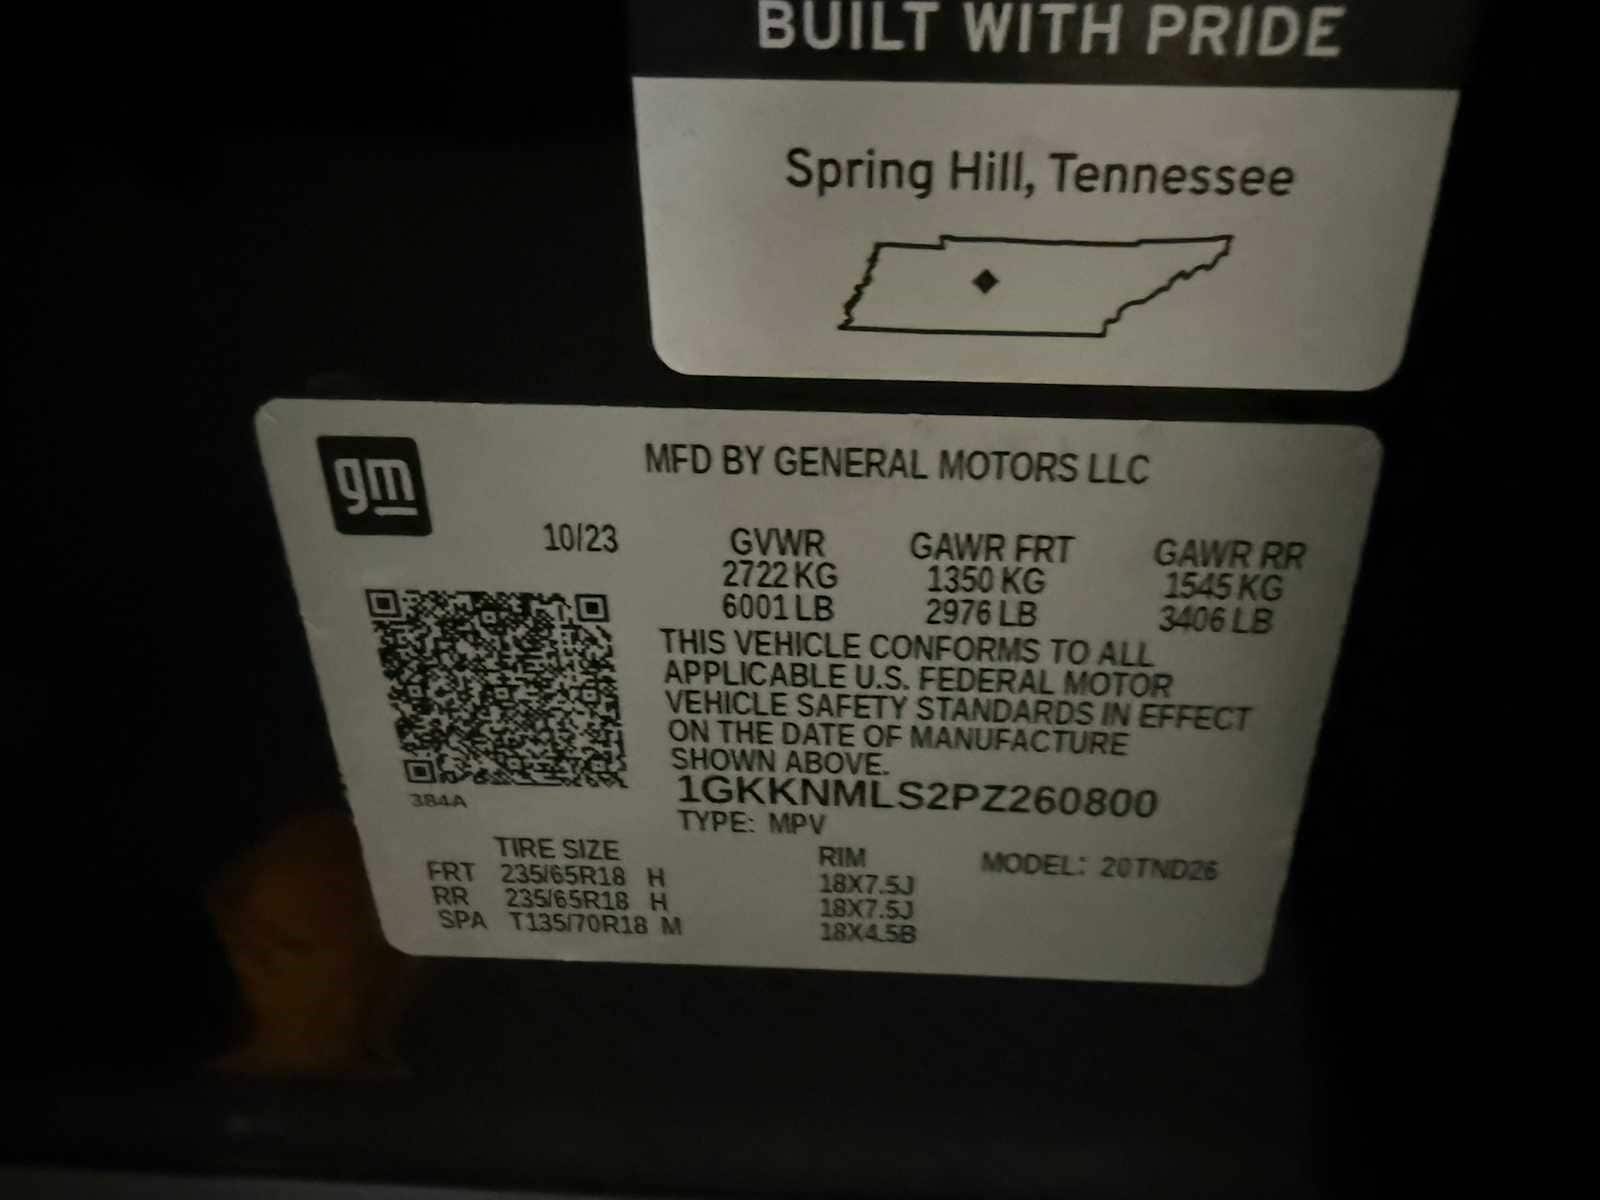 BUILT WITH PRIDE
Spring Hill, Tennessee
gm
MFD BY GENERAL MOTORS LLC
10/23 GVWR GAWR FRT GAWR RR
2722 KG 1350 KG 1545 KG
6001 LB 2976 LB 3406 LB
THIS VEHICLE CONFORMS TO ALL
APPLICABLE U.S. FEDERAL MOTOR
VEHICLE SAFETY STANDARDS IN EFFECT
ON THE DATE OF MANUFACTURE
SHOWN ABOVE.
1GKKNMLS2PZ260800
384A
TYPE: MPV
TIRE SIZE RIM MODEL: 20TND26
FRT 235/65R18 H 18X7.5J
RR 235/65R18 H 18X7.5J
SPA T135/70R18 M 18X4.5B